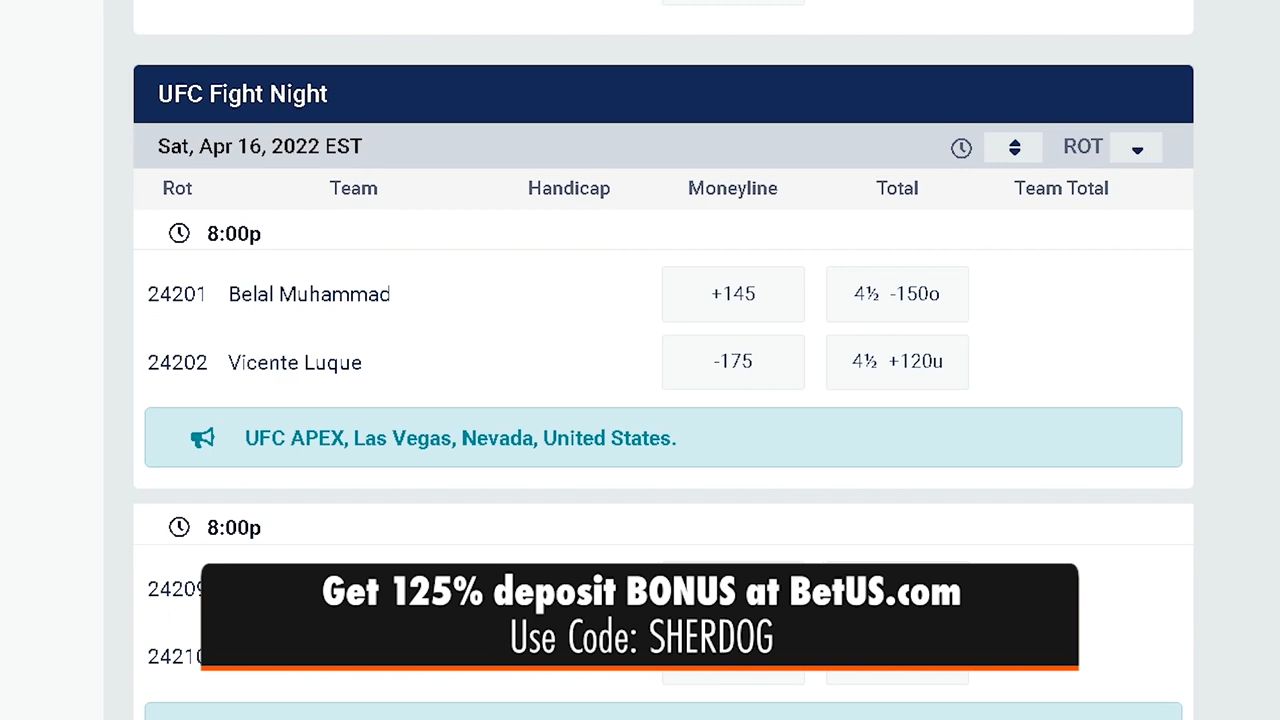 UFC Fight Night
Sat, Apr 16, 2022 EST ROT
Rot Team Handicap Moneyline Total Team Total
8:00p
24201 Belal Muhammad +145 4½ -150o
24202 Vicente Luque -175 4½ +120u
UFC APEX, Las Vegas, Nevada, United States.
8:00p
24209
Get 125% deposit BONUS at BetUS.com
Use Code: SHERDOG
24210